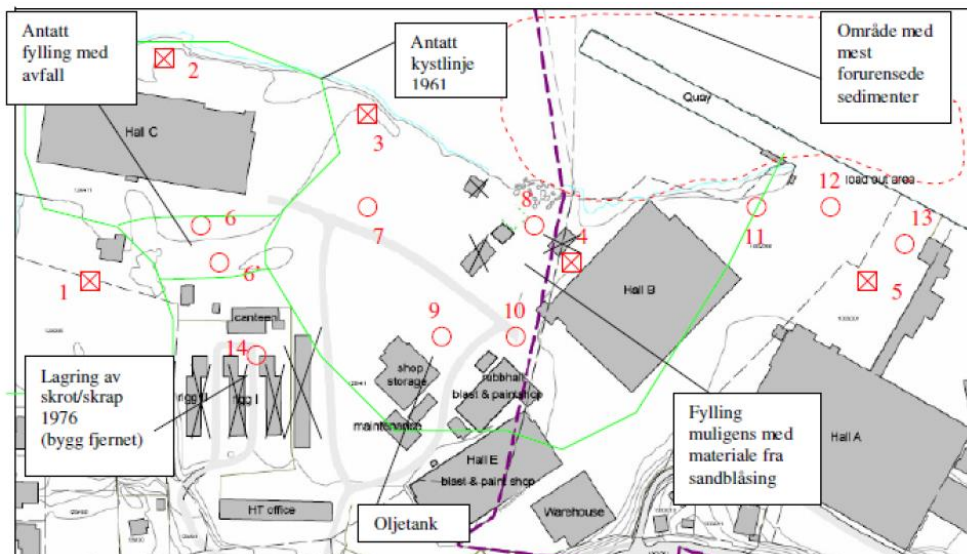 Antatt
fylling med
avfall
Antatt
kystlinje
1961
Område med
mest
forurensede
sedimenter
2
3
Hall C
Quay
6
6'
7
8
4
11
12
load out area
13
1
5
Hall B
9
10
canteen
14
rigg I
shop
storage
rubbhall
blast & paint shop
maintenance
Lagring av
skrot/skrap
1976
(bygg fjernet)
Hall E
blast & paint shop
HT office
Oljetank
Warehouse
Fylling
muligens med
materiale fra
sandblåsing
Hall A